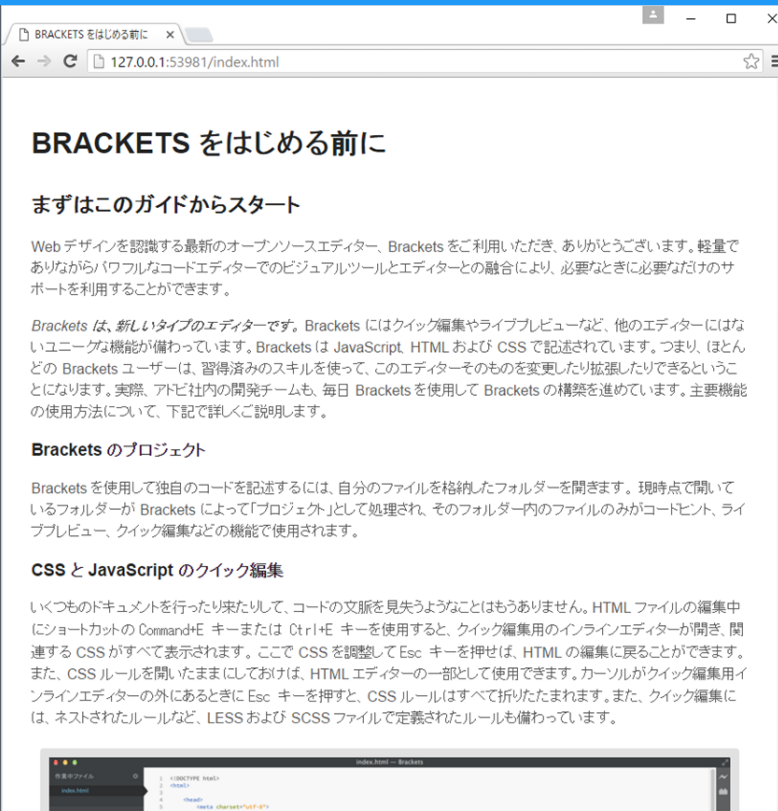 BRACKETS をはじめる前に
127.0.0.1:53981/index.html
BRACKETS をはじめる前に
まずはこのガイドからスタート
Web デザインを認識する最新のオープンソースエディター、Brackets をご利用いただき、ありがとうございます。軽量で
ありながらパワフルなコードエディターでのビジュアルツールとエディターとの融合により、必要なときに必要なだけのサ
ポートを利用することができます。
Brackets は、新しいタイプのエディターです。 Brackets にはクイック編集やライブプレビューなど、他のエディターにはな
いユニークな機能が備わっています。Brackets は JavaScript, HTML および CSS で記述されています。つまり、ほとん
どの Brackets ユーザーは、習得済みのスキルを使って、このエディターそのものを変更したり拡張したりできるというこ
とになります。実際、アドビ社内の開発チームも、毎日 Brackets を使用して Brackets の構築を進めています。主要機能
の使用方法について、下記で詳しくご説明します。
Brackets のプロジェクト
Brackets を使用して独自のコードを記述するには、自分のファイルを格納したフォルダーを開きます。 現時点で開いて
いるフォルダーが Brackets によって「プロジェクト」として処理され、そのフォルダー内のファイルのみがコードヒント、ライ
ブプレビュー、クイック編集などの機能で使用されます。
CSS と JavaScript のクイック編集
いくつものドキュメントを行ったり来たりして、コードの文脈を見失うようなことはもうありません。HTML ファイルの編集中
にショートカットの Command+E キーまたは Ctrl+E キーを使用すると、クイック編集用のインラインエディターが開き、関
連する CSS がすべて表示されます。 ここで CSS を調整して Esc キーを押せば、HTML の編集に戻ることができます。
また、CSS ルールを開いたままにしておけば、HTML エディターの一部として使用できます。カーソルがクイック編集用イ
ンラインエディターの外にあるときに Esc キーを押すと、CSS ルールはすべて折りたたまれます。また、クイック編集に
は、ネストされたルールなど、LESS および SCSS ファイルで定義されたルールも備わっています。
index.html — Brackets
作業中ファイル
index.html
1 <!DOCTYPE html>
2 <html>
3
4 <head>
5 <meta charset="utf-8">